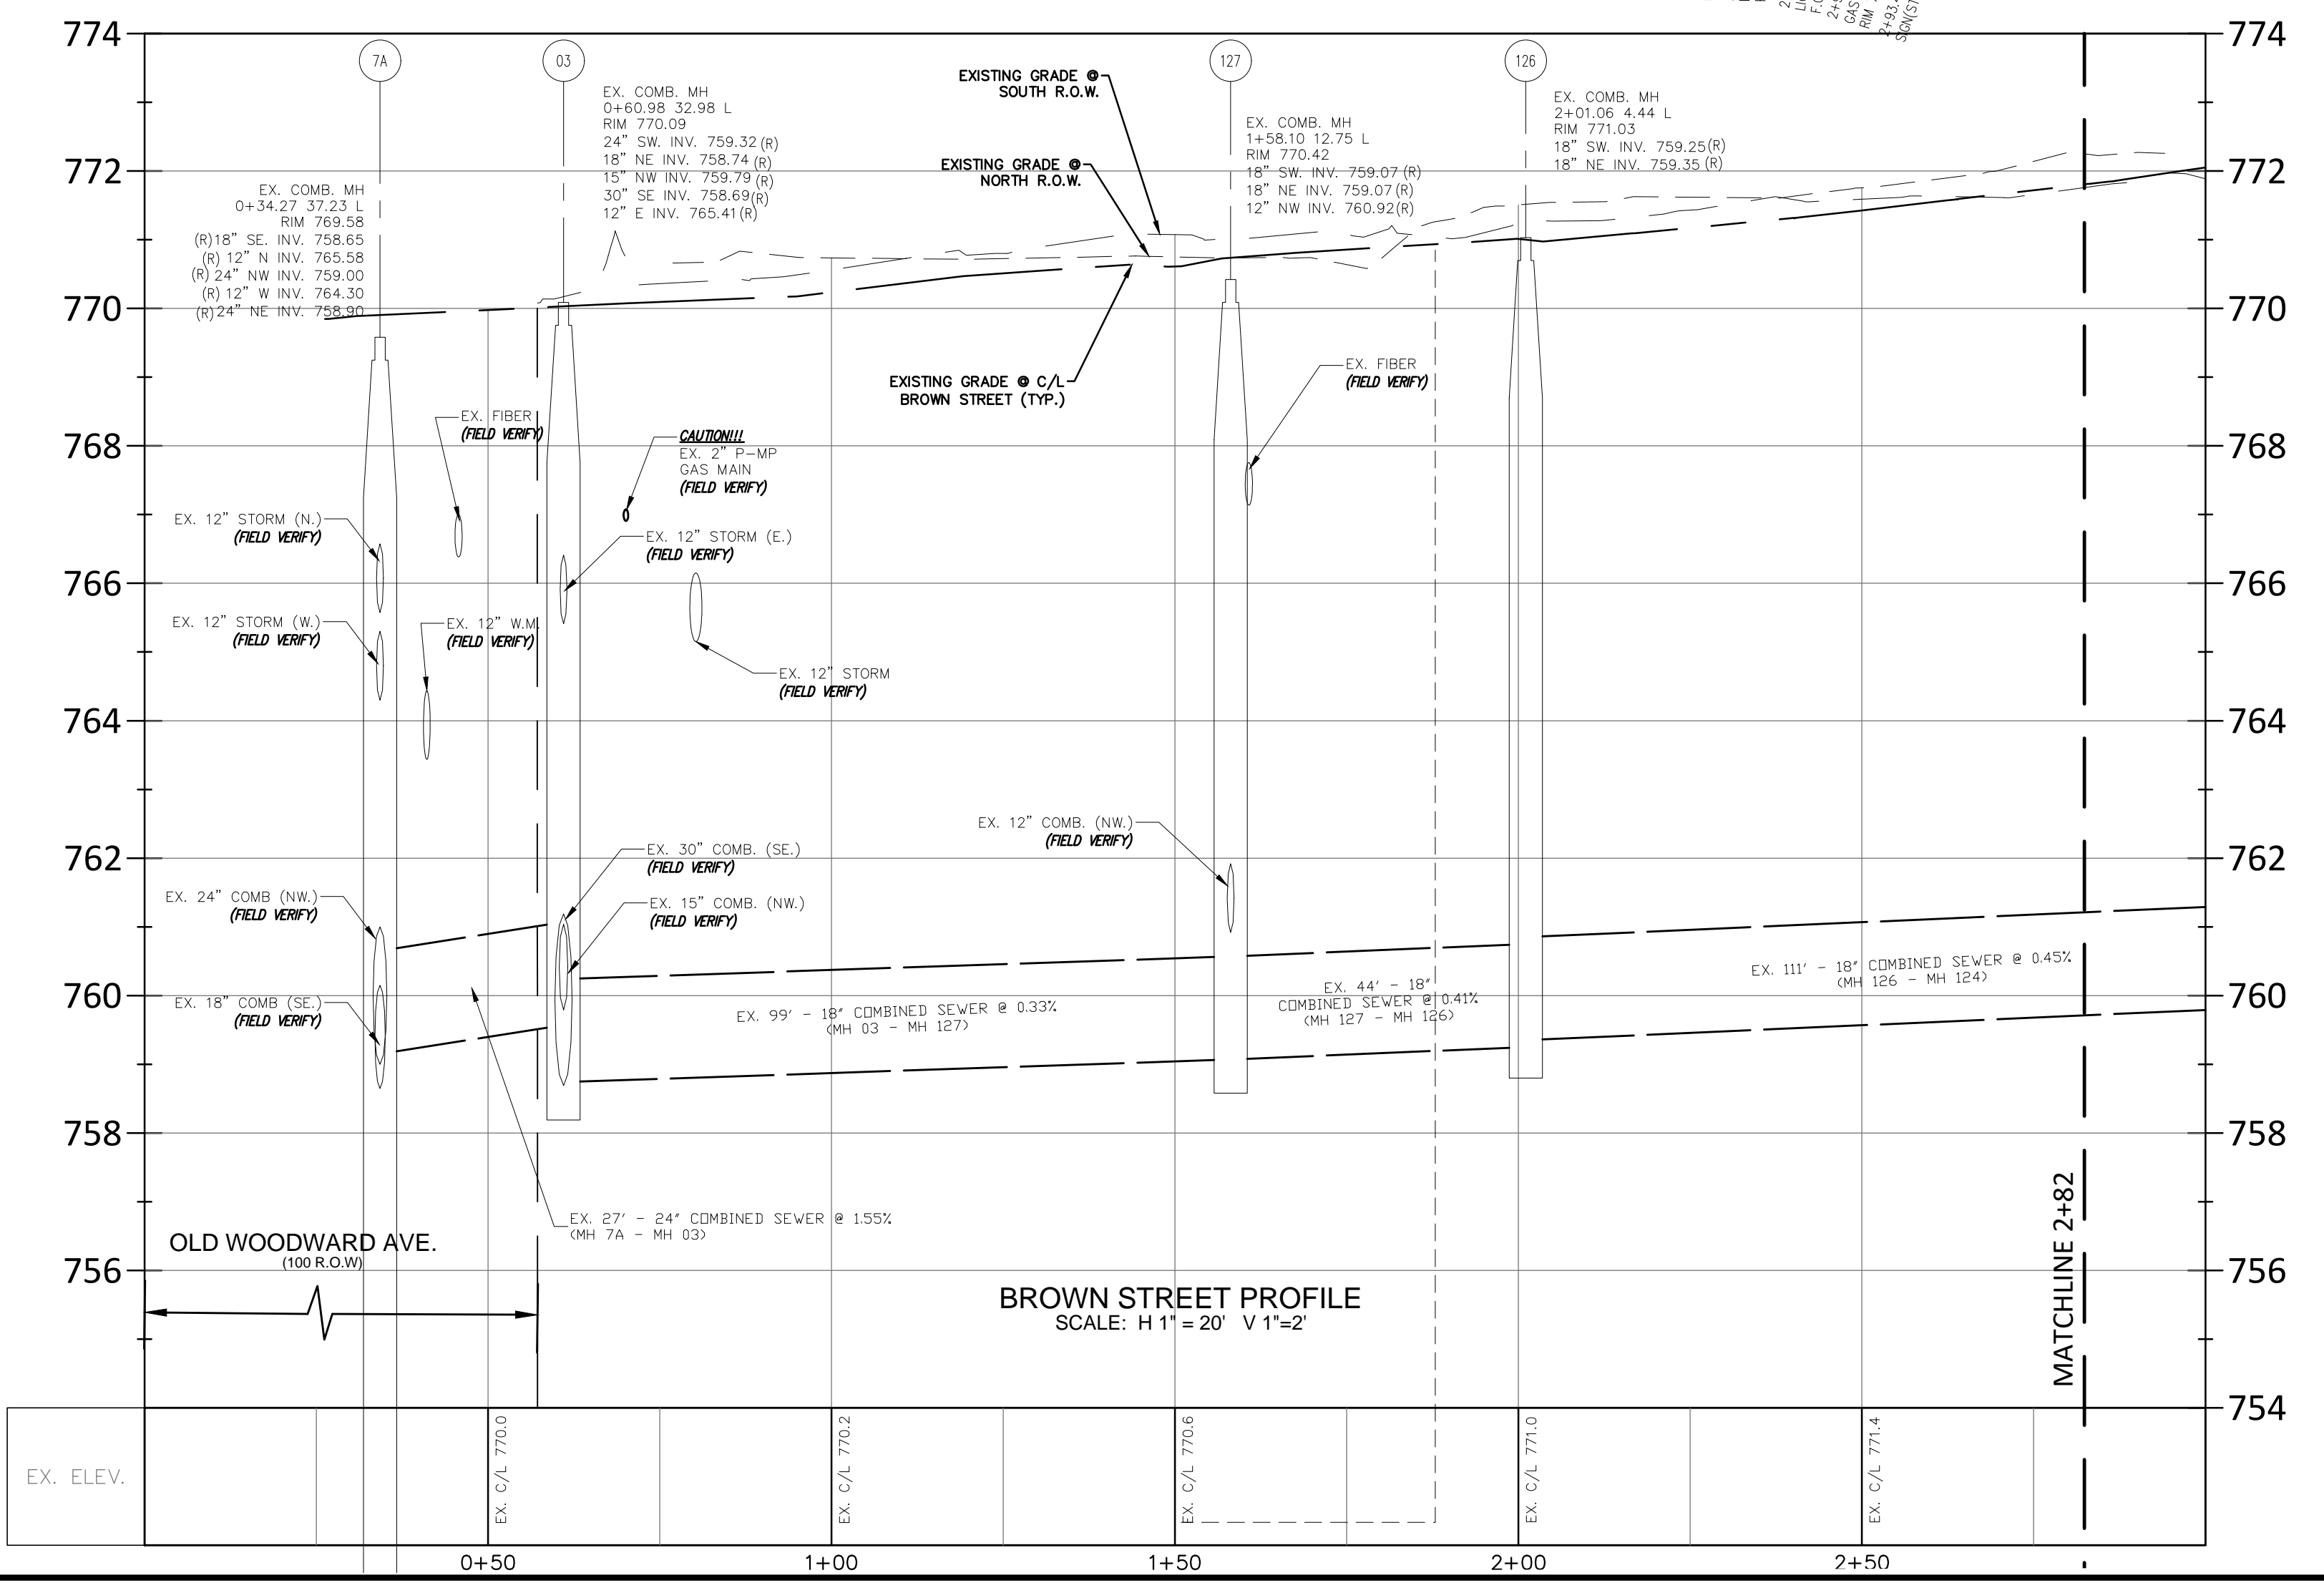 774
772
770
768
766
764
762
760
758
756
774
772
770
768
766
764
762
760
758
756
754
7A
03
127
126
EX. COMB. MH
0+34.27 37.23 L
RIM 769.58
(R)18" SE. INV. 758.65
(R) 12" N INV. 765.58
(R) 24" NW INV. 759.00
(R) 12" W INV. 764.30
(R)24" NE INV. 758.90
EX. COMB. MH
0+60.98 32.98 L
RIM 770.09
24" SW. INV. 759.32 (R)
18" NE INV. 758.74 (R)
15" NW INV. 759.79 (R)
30" SE INV. 758.69(R)
12" E INV. 765.41(R)
EXISTING GRADE @
SOUTH R.O.W.
EXISTING GRADE @
NORTH R.O.W.
EX. COMB. MH
1+58.10 12.75 L
RIM 770.42
18" SW. INV. 759.07 (R)
18" NE INV. 759.07 (R)
12" NW INV. 760.92(R)
EX. COMB. MH
2+01.06 4.44 L
RIM 771.03
18" SW. INV. 759.25(R)
18" NE INV. 759.35 (R)
GAS
RIM
2+93.4
EXISTING GRADE @ C/L
BROWN STREET (TYP.)
EX. FIBER
(FIELD VERIFY)
EX. FIBER
(FIELD VERIFY)
CAUTION!!!
EX. 2" P-MP
GAS MAIN
(FIELD VERIFY)
EX. 12" STORM (N.)
(FIELD VERIFY)
EX. 12" STORM (E.)
(FIELD VERIFY)
EX. 12" STORM (W.)
(FIELD VERIFY)
EX. 12" W.M.
(FIELD VERIFY)
EX. 12" STORM
(FIELD VERIFY)
EX. 12" COMB. (NW.)
(FIELD VERIFY)
EX. 30" COMB. (SE.)
(FIELD VERIFY)
EX. 24" COMB (NW.)
(FIELD VERIFY)
EX. 15" COMB. (NW.)
(FIELD VERIFY)
EX. 18" COMB (SE.)
(FIELD VERIFY)
EX. 99' - 18" COMBINED SEWER @ 0.33%
(MH 03 - MH 127)
EX. 44' - 18"
COMBINED SEWER @ 0.41%
(MH 127 - MH 126)
EX. 111' - 18" COMBINED SEWER @ 0.45%
(MH 126 - MH 124)
EX. 27' - 24" COMBINED SEWER @ 1.55%
(MH 7A - MH 03)
OLD WOODWARD AVE.
(100 R.O.W)
BROWN STREET PROFILE
SCALE: H 1" = 20' V 1"=2'
MATCHLINE 2+82
EX. ELEV.
EX. C/L 770.0
EX. C/L 770.2
EX. C/L 770.6
EX. C/L 771.0
EX. C/L 771.4
0+50
1+00
1+50
2+00
2+50